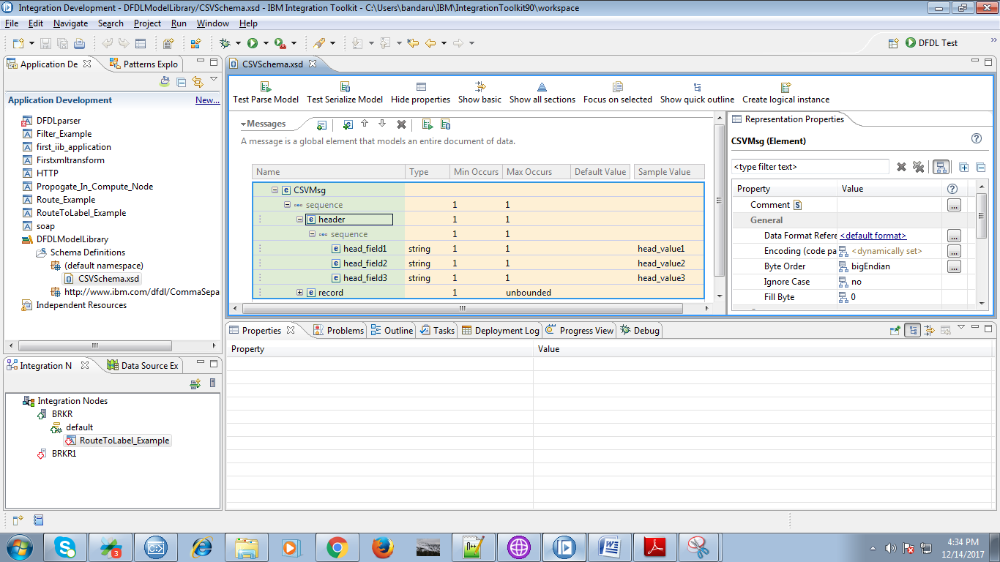 Integration Development - DFDLModelLibrary/CSVSchema.xsd - IBM Integration Toolkit - C:\Users\bandaru\IBM\IntegrationToolkit90\workspace
File Edit Navigate Search Project Run Window Help
DFDL Test
Application De
Patterns Explo
Application Development New...
DFDLparser
Filter_Example
first_iib_application
Firstxmltransform
HTTP
Propogate_In_Compute_Node
Route_Example
RouteToLabel_Example
soap
DFDLModelLibrary
Schema Definitions
(default namespace)
CSVSchema.xsd
http://www.ibm.com/dfdl/CommaSepa
Independent Resources
Integration N
Data Source Ex
Integration Nodes
BRKR
default
RouteToLabel_Example
BRKR1
CSVSchema.xsd
Test Parse Model Test Serialize Model Hide properties Show basic Show all sections Focus on selected Show quick outline Create logical instance
Messages
A message is a global element that models an entire document of data.
Name Type Min Occurs Max Occurs Default Value Sample Value
CSVMsg
sequence 1 1
header 1 1
sequence 1 1
head_field1 string 1 1 head_value1
head_field2 string 1 1 head_value2
head_field3 string 1 1 head_value3
record 1 unbounded
Representation Properties
CSVMsg (Element)
<type filter text>
Property Value
Comment
General
Data Format Refere <default format>
Encoding (code pa <dynamically set>
Byte Order bigEndian
Ignore Case no
Fill Byte 0
Properties Problems Outline Tasks Deployment Log Progress View Debug
Property Value
3
4:34 PM
12/14/2017